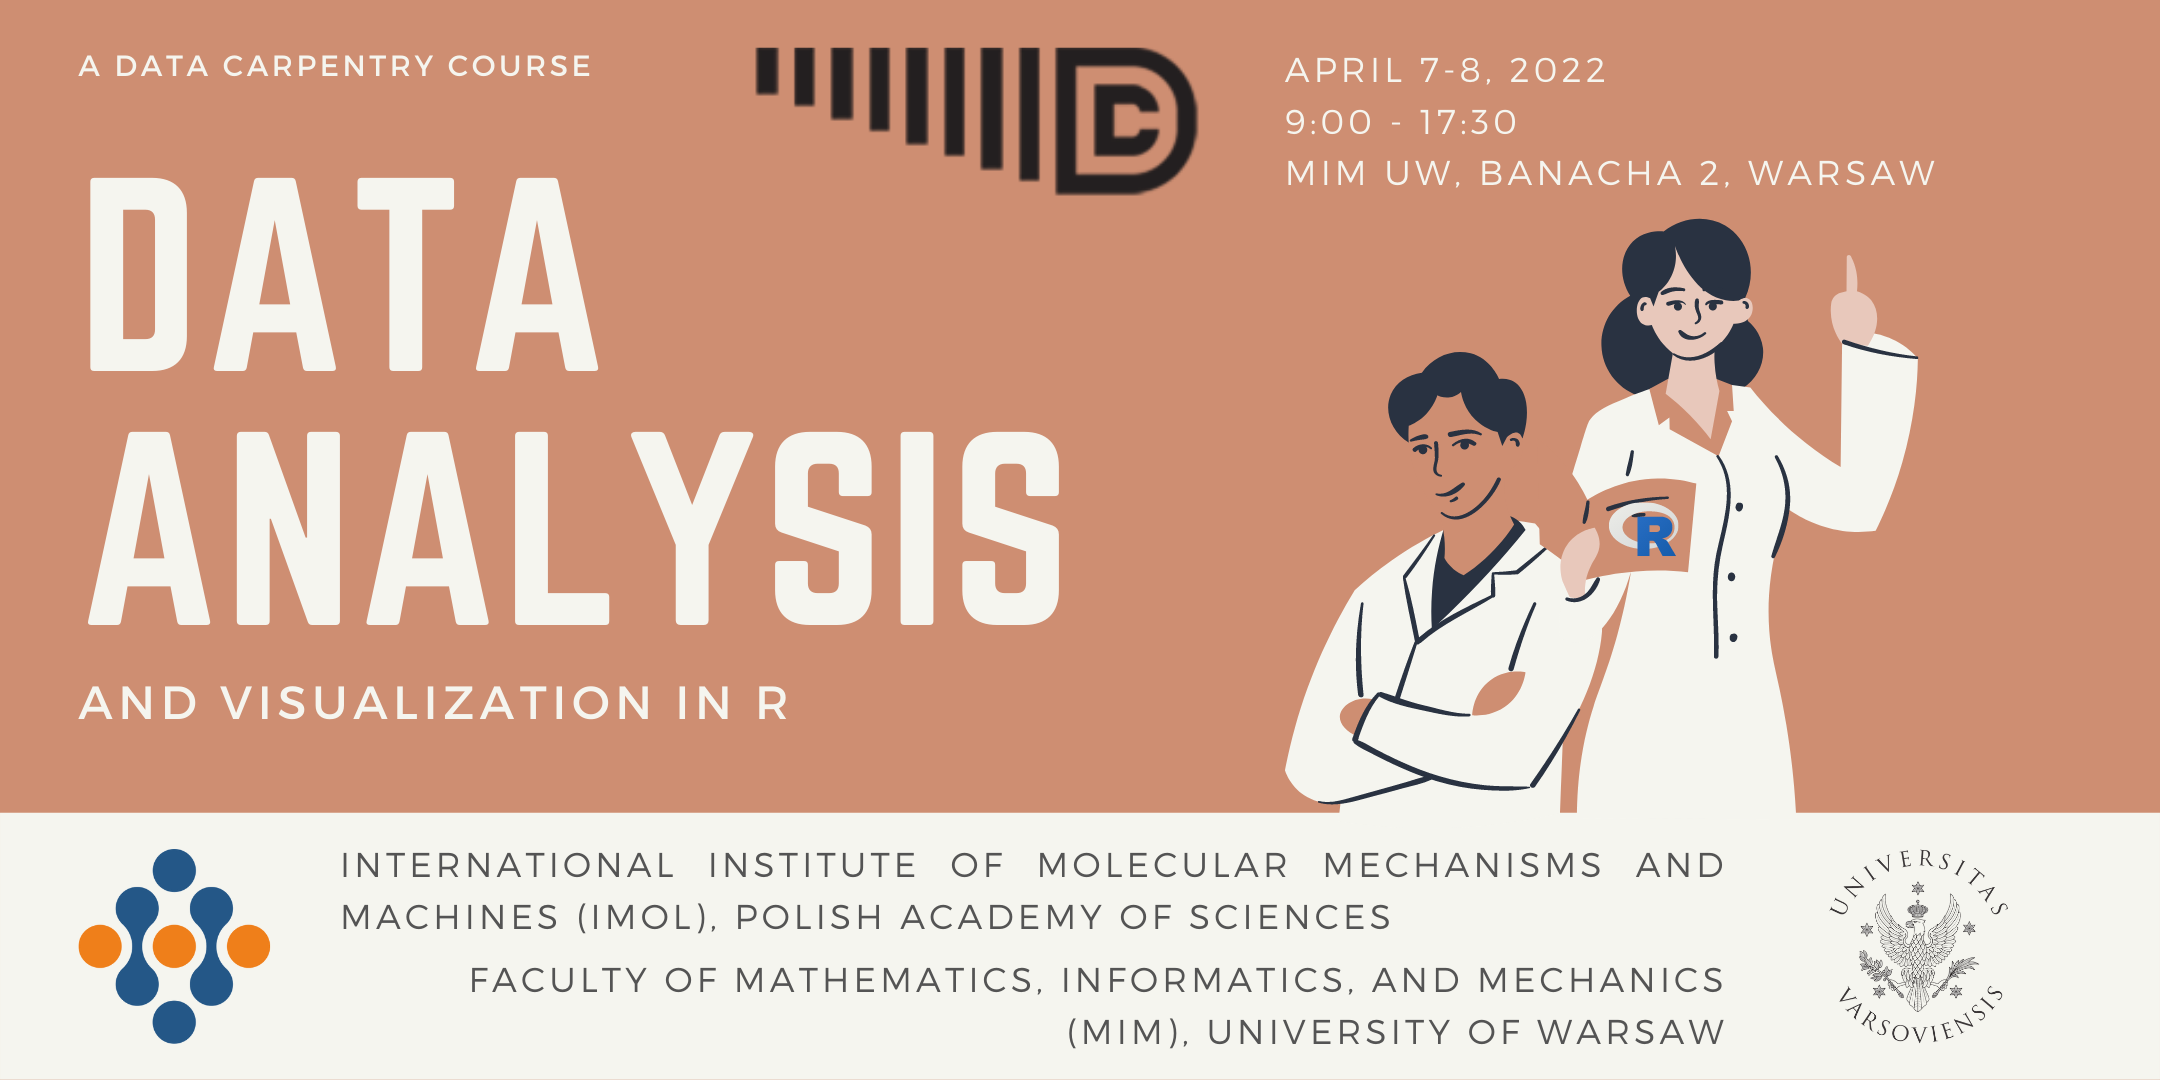 A DATA CARPENTRY COURSE
DC
APRIL 7-8, 2022
9:00 - 17:30
MIM UW, BANACHA 2, WARSAW
DATA
ANALYSIS
AND VISUALIZATION IN R
R
INTERNATIONAL INSTITUTE OF MOLECULAR MECHANISMS AND
MACHINES (IMOL), POLISH ACADEMY OF SCIENCES
FACULTY OF MATHEMATICS, INFORMATICS, AND MECHANICS
(MIM), UNIVERSITY OF WARSAW
UNIVERSITAS
VARSOVIENSIS